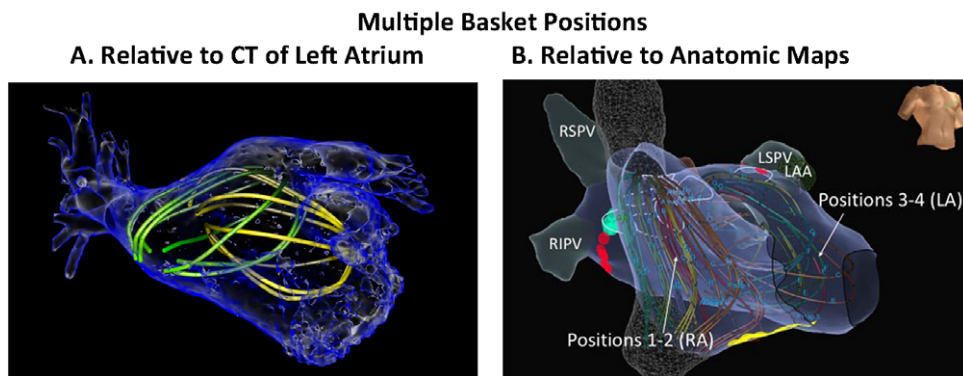 Multiple Basket Positions
A. Relative to CT of Left Atrium
B. Relative to Anatomic Maps
RSPV
LSPV
LAA
Positions 3-4 (LA)
RIPV
Positions 1-2 (RA)